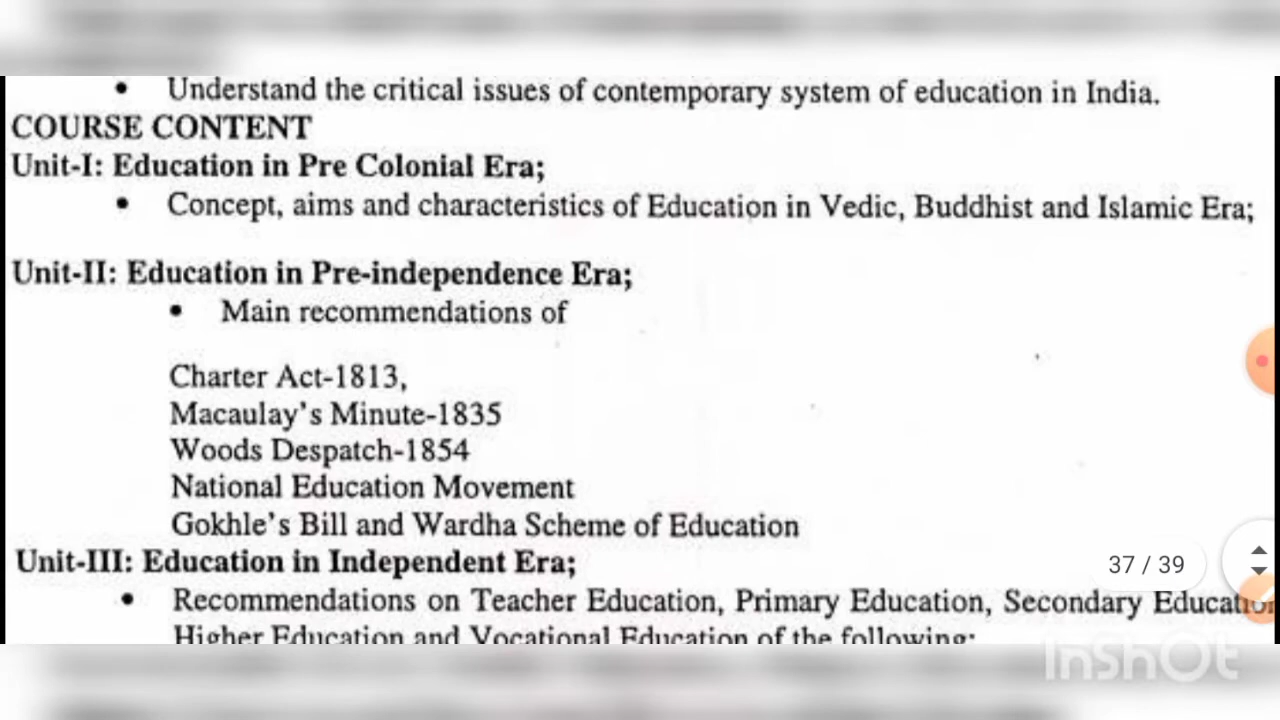 • Understand the critical issues of contemporary system of education in India.
COURSE CONTENT
Unit-I: Education in Pre Colonial Era;
• Concept, aims and characteristics of Education in Vedic, Buddhist and Islamic Era;
Unit-II: Education in Pre-independence Era;
• Main recommendations of
Charter Act-1813,
Macaulay's Minute-1835
Woods Despatch-1854
National Education Movement
Gokhle's Bill and Wardha Scheme of Education
Unit-III: Education in Independent Era;
37 / 39
• Recommendations on Teacher Education, Primary Education, Secondary Education
Higher Education and Vocational Education of the following:
InShOt